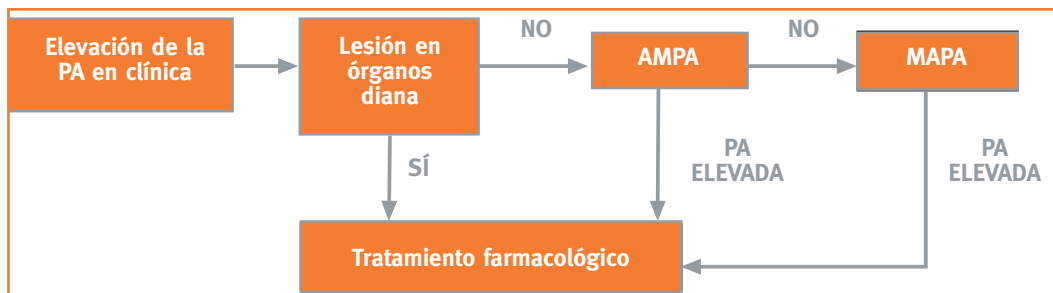 Elevación de la
PA en clínica
Lesión en
órganos
diana
NO
AMPA
NO
MAPA
SÍ
PA
ELEVADA
PA
ELEVADA
Tratamiento farmacológico